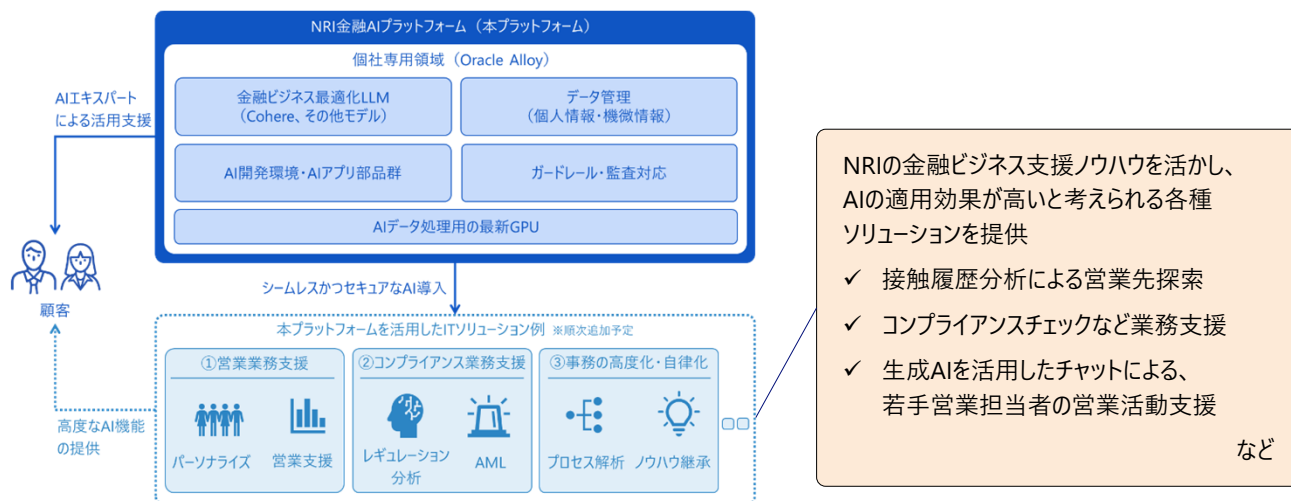 NRI金融AIプラットフォーム（本プラットフォーム）
個社専用領域（Oracle Alloy）
金融ビジネス最適化LLM
（Cohere、その他モデル）
データ管理
（個人情報・機微情報）
AI開発環境・AIアプリ部品群
ガードレール・監査対応
AIデータ処理用の最新GPU
AIエキスパート
による活用支援
顧客
シームレスかつセキュアなAI導入
高度なAI機能
の提供
本プラットフォームを活用したITソリューション例 ※順次追加予定
①営業業務支援
パーソナライズ
営業支援
②コンプライアンス業務支援
レギュレーション
分析
AML
③事務の高度化・自律化
プロセス解析
ノウハウ継承
NRIの金融ビジネス支援ノウハウを活かし、
AIの適用効果が高いと考えられる各種
ソリューションを提供
✓ 接触履歴分析による営業先探索
✓ コンプライアンスチェックなど業務支援
✓ 生成AIを活用したチャットによる、
若手営業担当者の営業活動支援
など